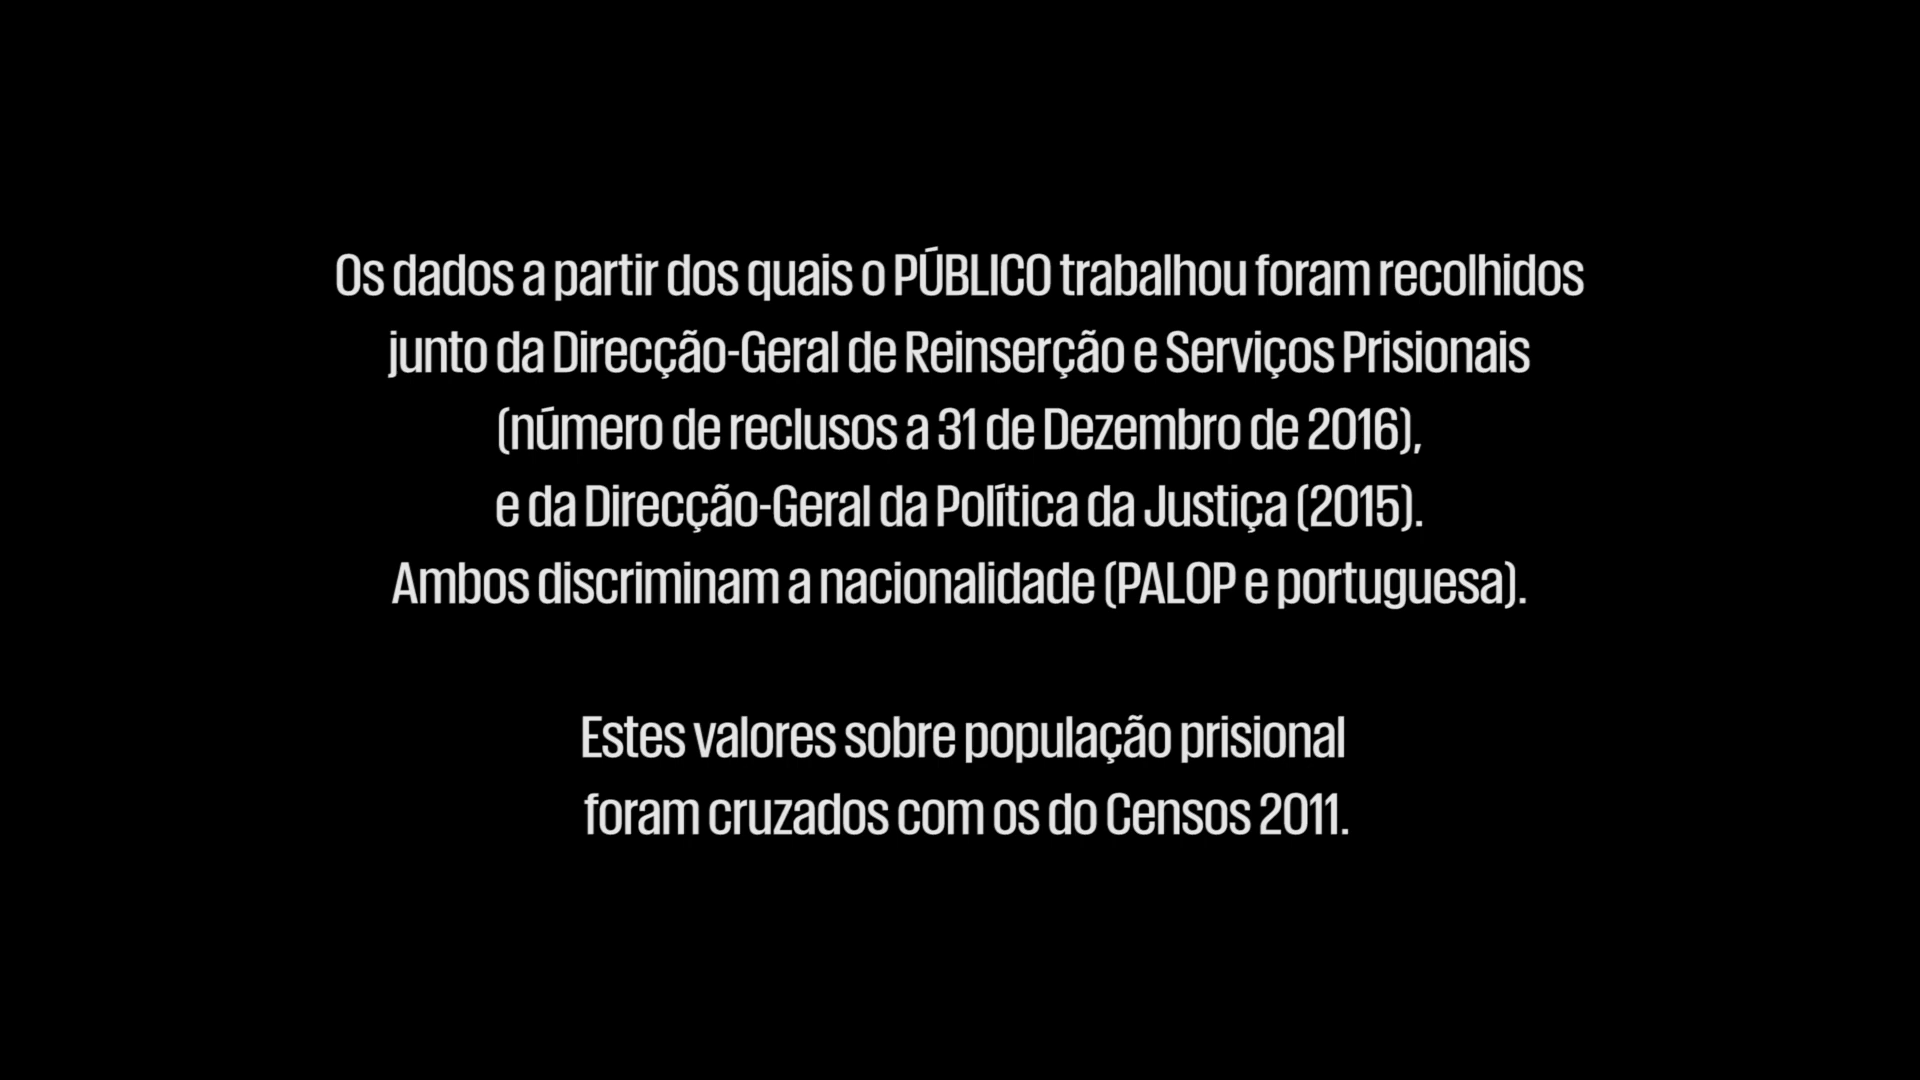 Os dados a partir dos quais o PÚBLICO trabalhou foram recolhidos
junto da Direcção-Geral de Reinserção e Serviços Prisionais
(número de reclusos a 31 de Dezembro de 2016),
e da Direcção-Geral da Política da Justiça (2015).
Ambos discriminam a nacionalidade (PALOP e portuguesa).
Estes valores sobre população prisional
foram cruzados com os do Censos 2011.